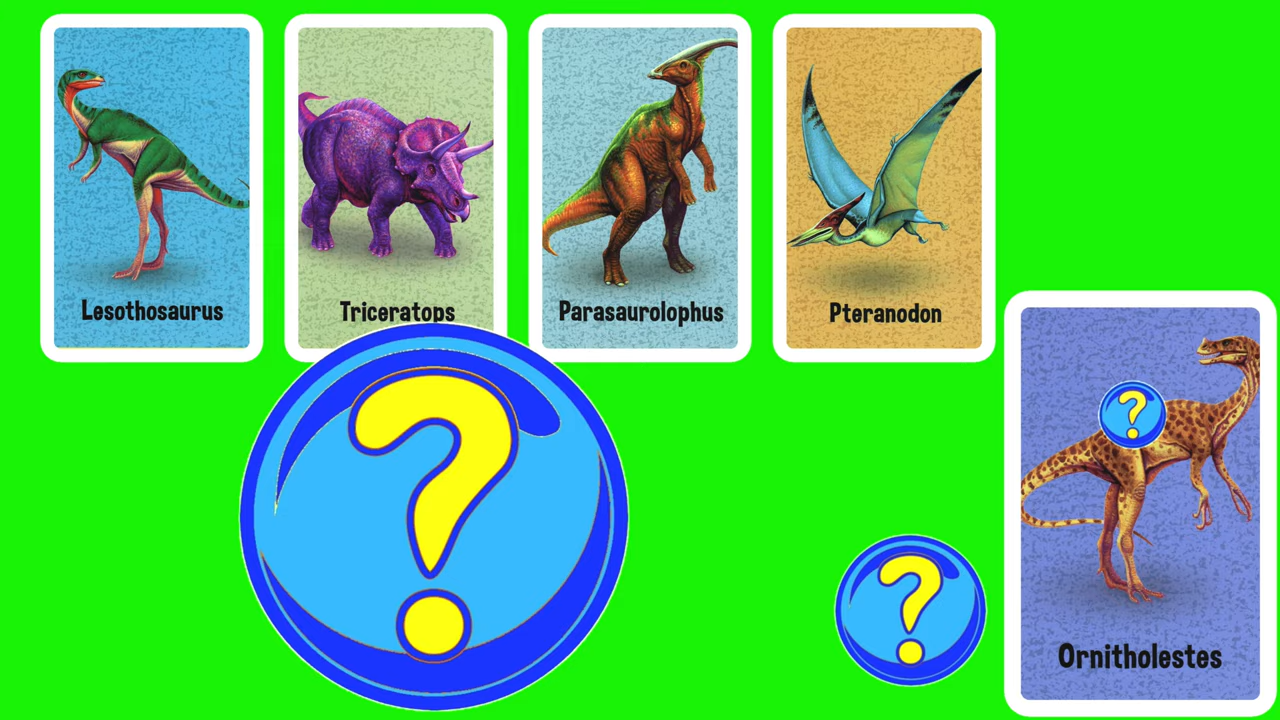 Lesothosaurus
Triceratops
Parasaurolophus
Pteranodon
?
?
?
Ornitholestes